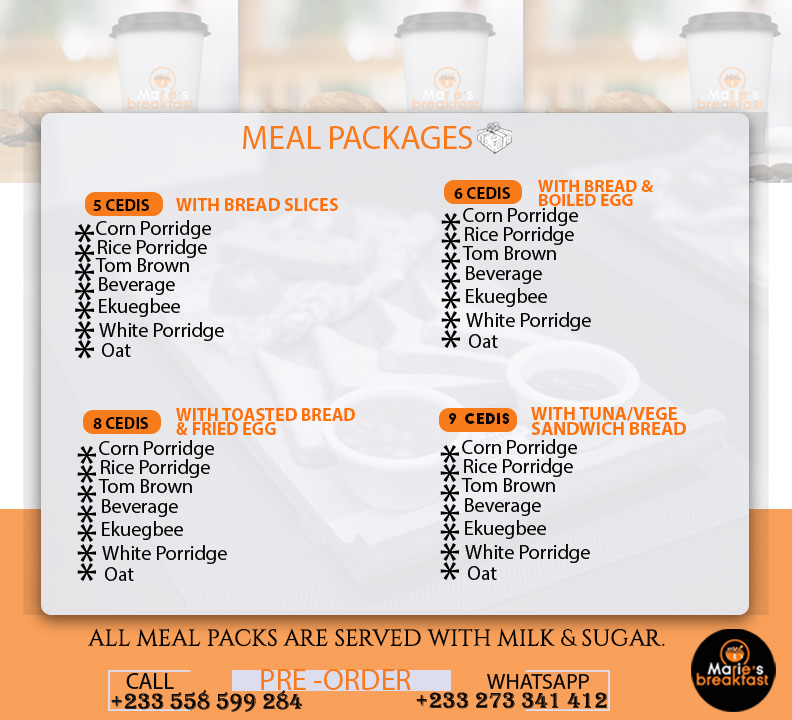 Marie's
breakfast
Marie's
breakfast
Marie's
breakfast
MEAL PACKAGES
5 CEDIS WITH BREAD SLICES
Corn Porridge
Rice Porridge
Tom Brown
Beverage
Ekuegbee
White Porridge
Oat
6 CEDIS WITH BREAD &
BOILED EGG
Corn Porridge
Rice Porridge
Tom Brown
Beverage
Ekuegbee
White Porridge
Oat
8 CEDIS WITH TOASTED BREAD
& FRIED EGG
Corn Porridge
Rice Porridge
Tom Brown
Beverage
Ekuegbee
White Porridge
Oat
9 CEDIS WITH TUNA/VEGE
SANDWICH BREAD
Corn Porridge
Rice Porridge
Tom Brown
Beverage
Ekuegbee
White Porridge
Oat
ALL MEAL PACKS ARE SERVED WITH MILK & SUGAR.
CALL
+233 558 599 284
PRE -ORDER
WHATSAPP
+233 273 341 412
Marie's
breakfast